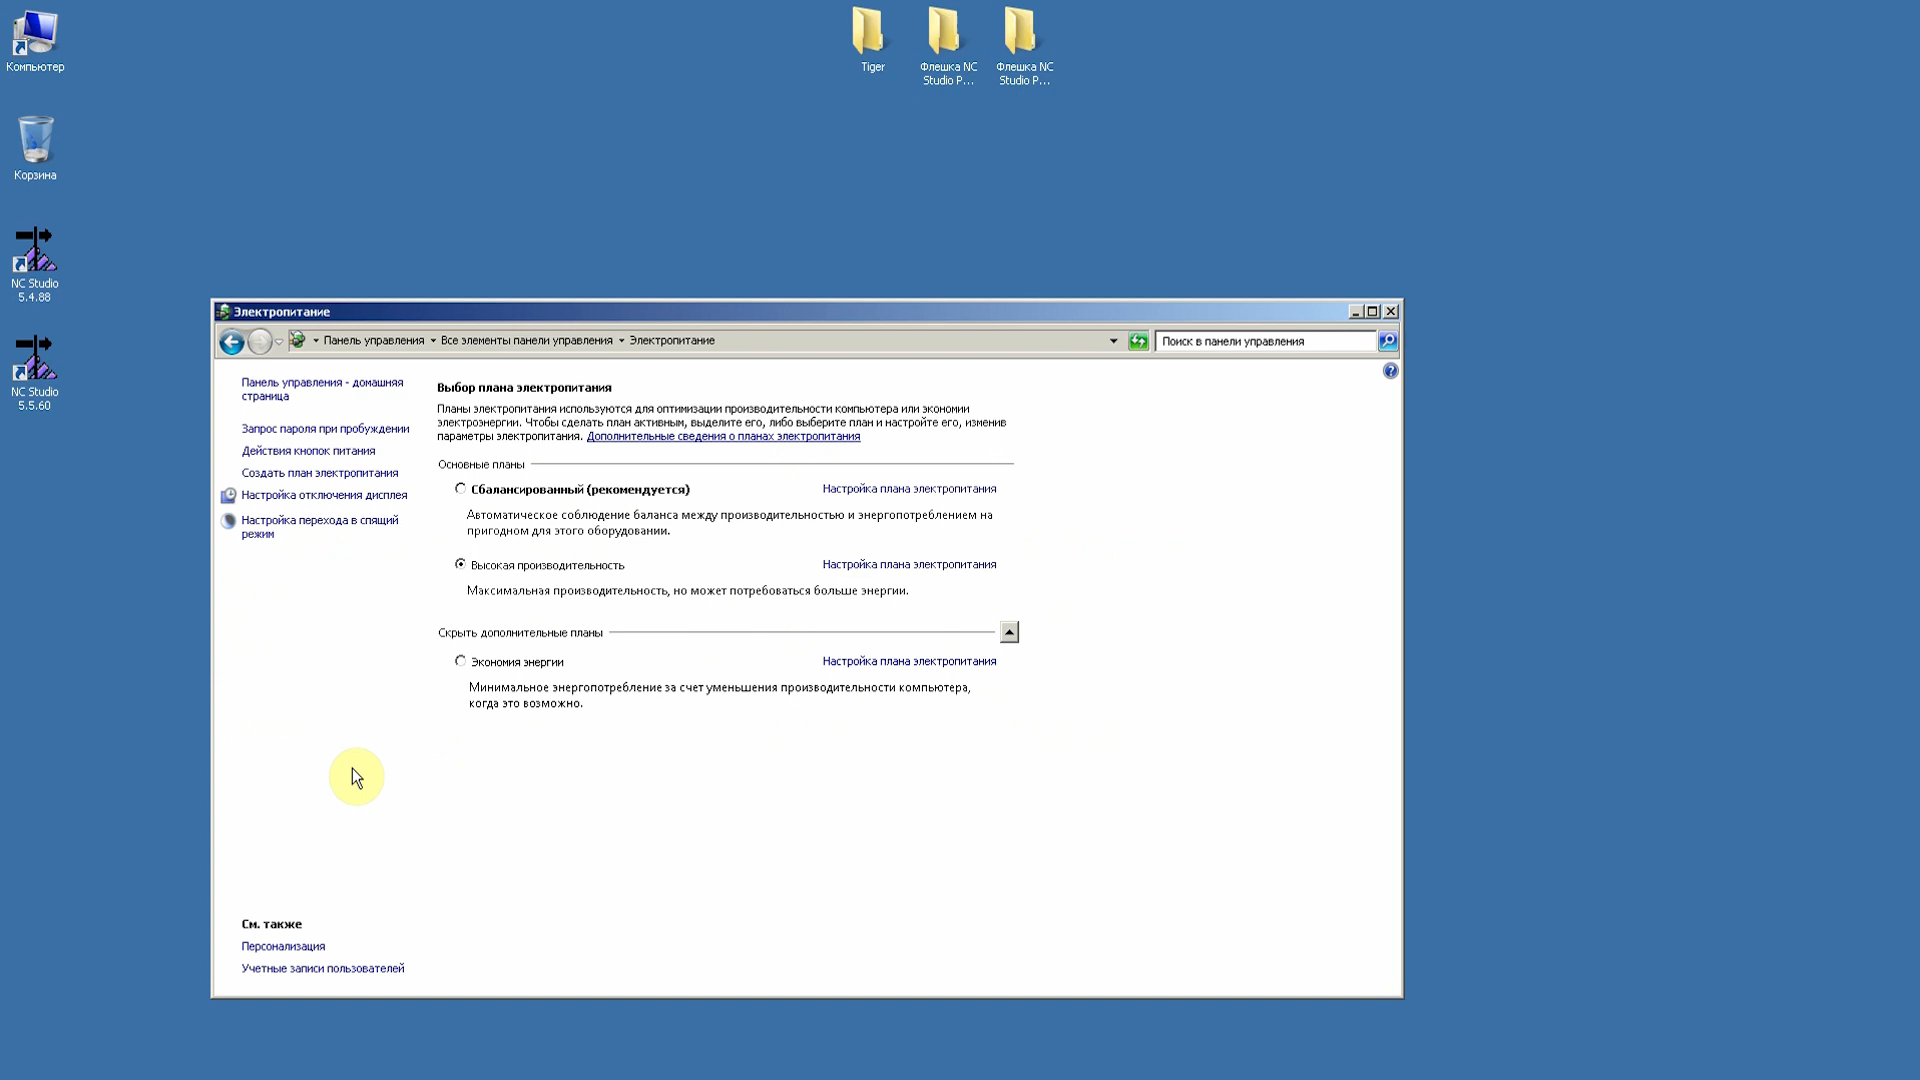 Компьютер
Корзина
NC Studio
5.4.88
NC Studio
5.5.60
Tiger
Флешка NC
Studio P...
Флешка NC
Studio P...
Электропитание
Панель управления
Все элементы панели управления
Электропитание
Поиск в панели управления
Панель управления - домашняя
страница
Запрос пароля при пробуждении
Действия кнопок питания
Создать план электропитания
Настройка отключения дисплея
Настройка перехода в спящий
режим
Выбор плана электропитания
Планы электропитания используются для оптимизации производительности компьютера или экономии
электроэнергии. Чтобы сделать план активным, выделите его, либо выберите план и настройте его, изменив
параметры электропитания. Дополнительные сведения о планах электропитания
Основные планы
Сбалансированный (рекомендуется) Настройка плана электропитания
Автоматическое соблюдение баланса между производительностью и энергопотреблением на
пригодном для этого оборудовании.
Высокая производительность Настройка плана электропитания
Максимальная производительность, но может потребоваться больше энергии.
Скрыть дополнительные планы
Экономия энергии Настройка плана электропитания
Минимальное энергопотребление за счет уменьшения производительности компьютера,
когда это возможно.
См. также
Персонализация
Учетные записи пользователей